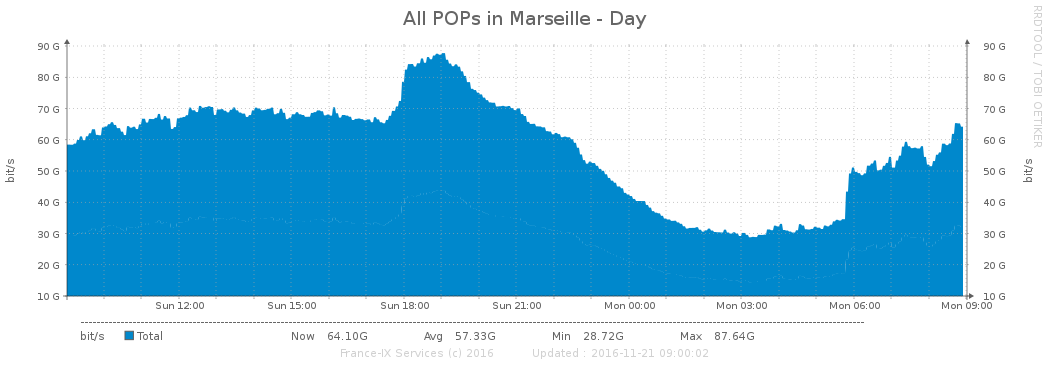 All POPs in Marseille - Day
RRDTOOL / TOBI OETIKER
90 G 90 G
80 G 80 G
70 G 70 G
60 G 60 G
50 G 50 G
40 G 40 G
30 G 30 G
20 G 20 G
10 G 10 G
bit/s bit/s
Sun 12:00 Sun 15:00 Sun 18:00 Sun 21:00 Mon 00:00 Mon 03:00 Mon 06:00 Mon 09:00
bit/s Total Now 64.10G Avg 57.33G Min 28.72G Max 87.64G
France-IX Services (c) 2016 Updated : 2016-11-21 09:00:02